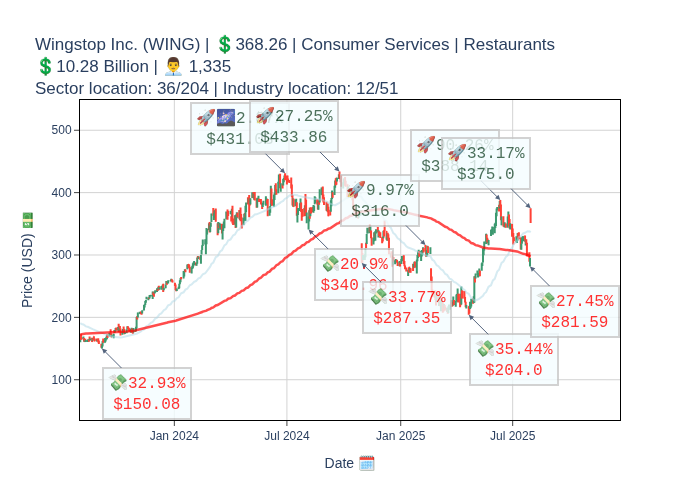 Wingstop Inc. (WING) | 💲368.26 | Consumer Services | Restaurants
💲10.28 Billion | 👨‍💼 1,335
Sector location: 36/204 | Industry location: 12/51
🚀🌌2.
$431.
🚀27.25%
$433.86
🚀33.17%
$375.0
🚀9.97%
$316.0
💸20.9%
$340.
💸33.77%
$287.35
💸27.45%
$281.59
💸35.44%
$204.0
💸32.93%
$150.08
500
400
300
200
100
Price (USD) 💵
Jan 2024
Jul 2024
Jan 2025
Jul 2025
Date 🗓️